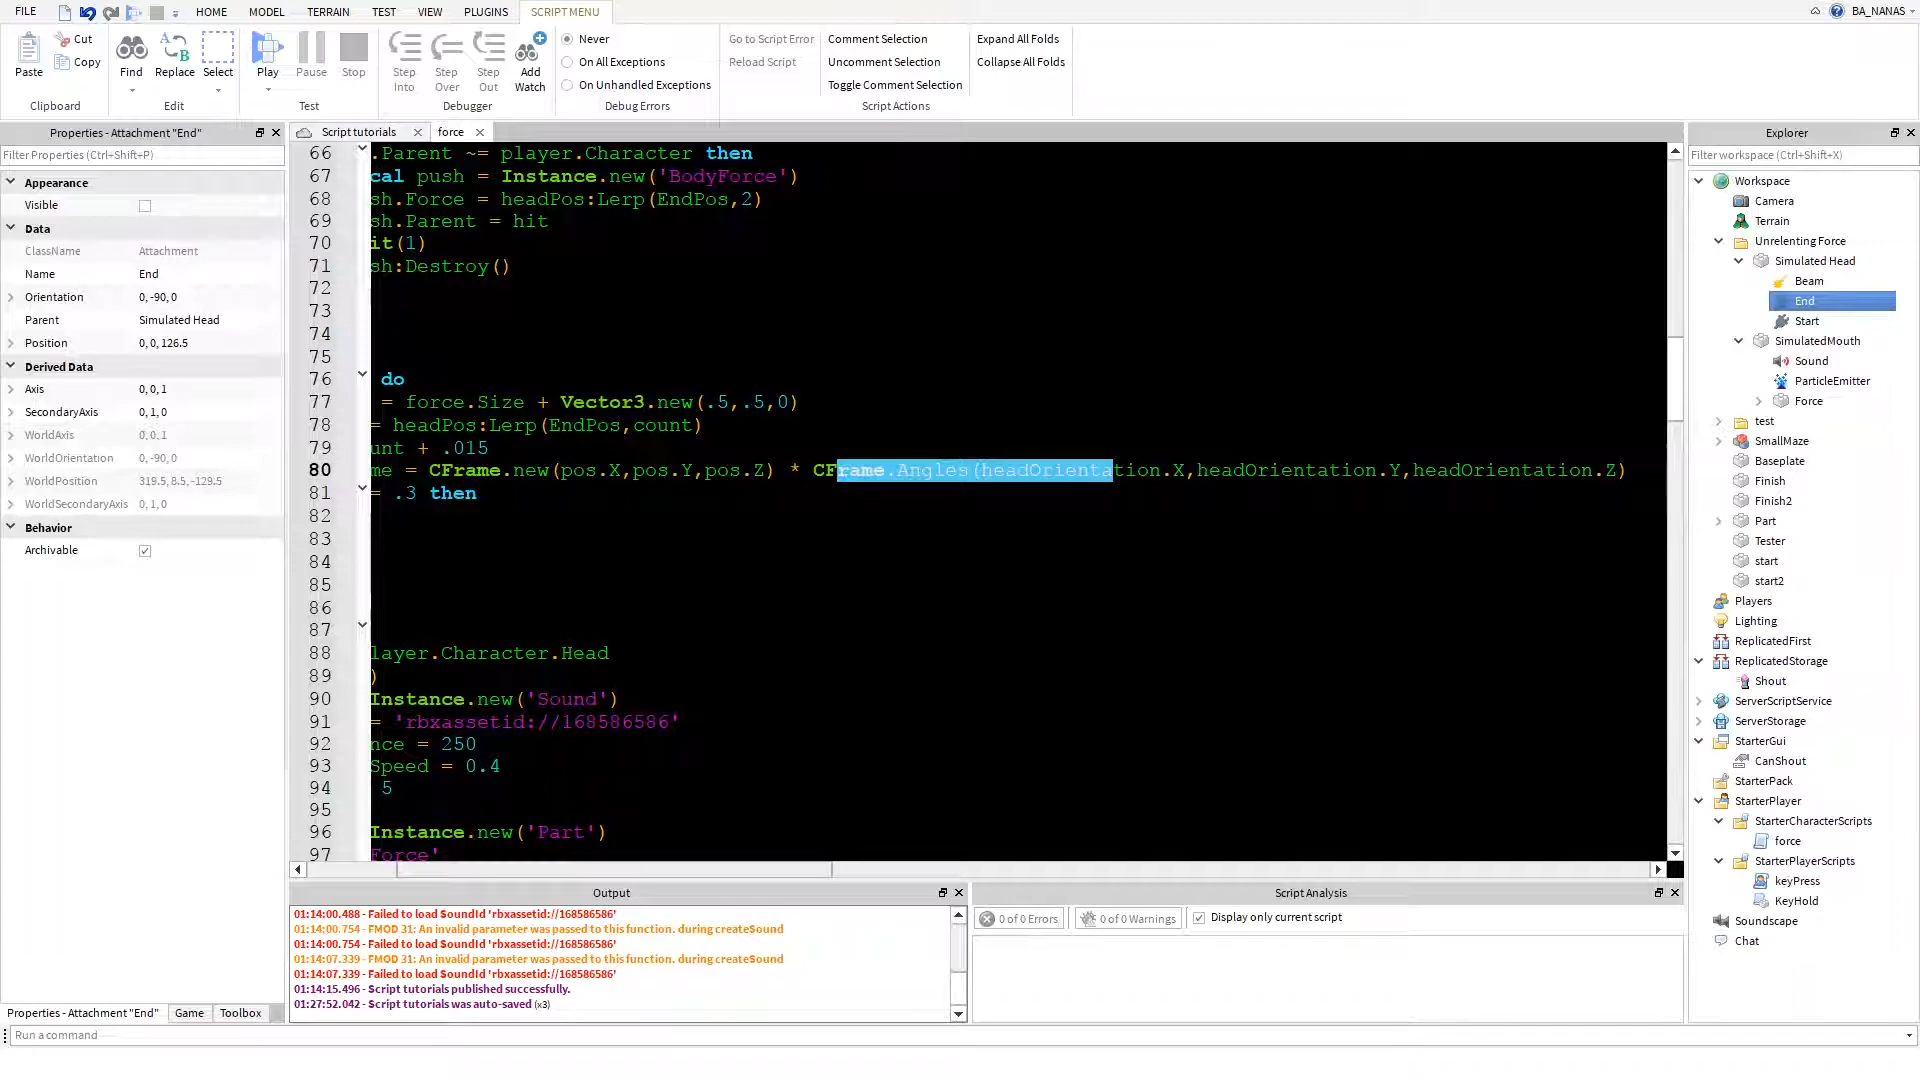 FILE HOME MODEL TERRAIN TEST VIEW PLUGINS SCRIPT MENU BA_NANAS
Paste Cut Copy Clipboard
Find Replace Select Edit
Play Pause Stop Test
Step Into Step Over Step Out Add Watch Debugger
Never
On All Exceptions
On Unhandled Exceptions
Debug Errors
Go to Script Error
Reload Script
Comment Selection
Uncomment Selection
Toggle Comment Selection
Script Actions
Expand All Folds
Collapse All Folds
Properties - Attachment "End"
Filter Properties (Ctrl+Shift+P)
Appearance
Visible
Data
ClassName Attachment
Name End
Orientation 0, -90, 0
Parent Simulated Head
Position 0, 0, 126.5
Derived Data
Axis 0, 0, 1
SecondaryAxis 0, 1, 0
WorldAxis 0, 0, 1
WorldOrientation 0, -90, 0
WorldPosition 319.5, 8.5, -129.5
WorldSecondaryAxis 0, 1, 0
Behavior
Archivable
Properties - Attachment "End" Game Toolbox
Run a command
Script tutorials force
66 .Parent ~= player.Character then
67 cal push = Instance.new('BodyForce')
68 sh.Force = headPos:Lerp(EndPos,2)
69 sh.Parent = hit
70 it(1)
71 sh:Destroy()
72
73
74
75
76 do
77 = force.Size + Vector3.new(.5,.5,0)
78 = headPos:Lerp(EndPos,count)
79 unt + .015
80 me = CFrame.new(pos.X,pos.Y,pos.Z) * CFrame.Angles(headOrientation.X,headOrientation.Y,headOrientation.Z)
81 = .3 then
82
83
84
85
86
87
88 layer.Character.Head
89 )
90 Instance.new('Sound')
91 = 'rbxassetid://168586586'
92 nce = 250
93 Speed = 0.4
94 5
95
96 Instance.new('Part')
97 Force'
Output
01:14:00.488 - Failed to load SoundId 'rbxassetid://168586586'
01:14:00.754 - FMOD 31: An invalid parameter was passed to this function. during createSound
01:14:00.754 - Failed to load SoundId 'rbxassetid://168586586'
01:14:07.339 - FMOD 31: An invalid parameter was passed to this function. during createSound
01:14:07.339 - Failed to load SoundId 'rbxassetid://168586586'
01:14:15.496 - Script tutorials published successfully.
01:27:52.042 - Script tutorials was auto-saved (x3)
Script Analysis
0 of 0 Errors 0 of 0 Warnings Display only current script
Explorer
Filter workspace (Ctrl+Shift+X)
Workspace
Camera
Terrain
Unrelenting Force
Simulated Head
Beam
End
Start
SimulatedMouth
Sound
ParticleEmitter
Force
test
SmallMaze
Baseplate
Finish
Finish2
Part
Tester
start
start2
Players
Lighting
ReplicatedFirst
ReplicatedStorage
Shout
ServerScriptService
ServerStorage
StarterGui
CanShout
StarterPack
StarterPlayer
StarterCharacterScripts
force
StarterPlayerScripts
keyPress
KeyHold
Soundscape
Chat